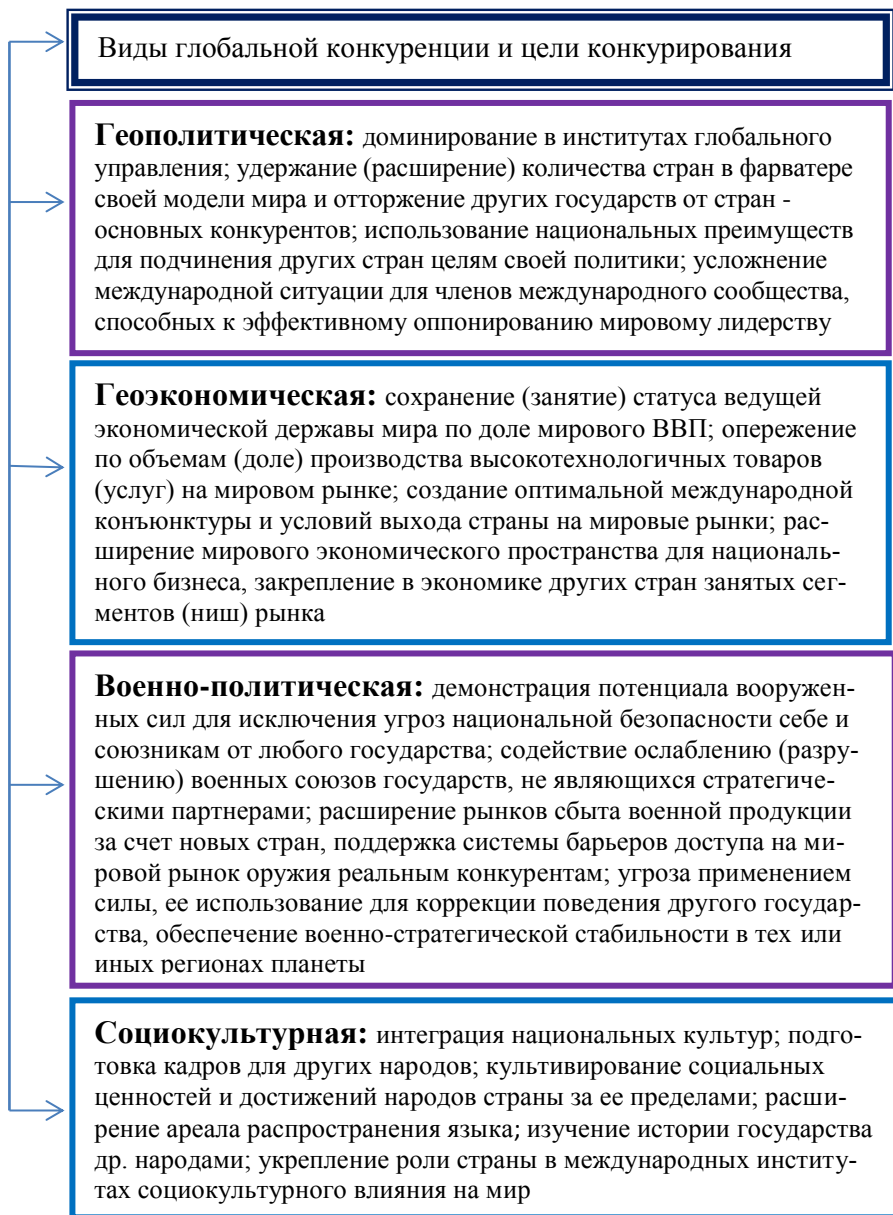 Виды глобальной конкуренции и цели конкурирования
Геополитическая: доминирование в институтах глобального
управления; удержание (расширение) количества стран в фарватере
своей модели мира и отторжение других государств от стран -
основных конкурентов; использование национальных преимуществ
для подчинения других стран целям своей политики; усложнение
международной ситуации для членов международного сообщества,
способных к эффективному оппонированию мировому лидерству
Геоэкономическая: сохранение (занятие) статуса ведущей
экономической державы мира по доле мирового ВВП; опережение
по объемам (доле) производства высокотехнологичных товаров
(услуг) на мировом рынке; создание оптимальной международной
конъюнктуры и условий выхода страны на мировые рынки; рас-
ширение мирового экономического пространства для националь-
ного бизнеса, закрепление в экономике других стран занятых сег-
ментов (ниш) рынка
Военно-политическая: демонстрация потенциала вооружен-
ных сил для исключения угроз национальной безопасности себе и
союзникам от любого государства; содействие ослаблению (разру-
шению) военных союзов государств, не являющихся стратегиче-
скими партнерами; расширение рынков сбыта военной продукции
за счет новых стран, поддержка системы барьеров доступа на ми-
ровой рынок оружия реальным конкурентам; угроза применением
силы, ее использование для коррекции поведения другого государ-
ства, обеспечение военно-стратегической стабильности в тех или
иных регионах планеты
Социокультурная: интеграция национальных культур; подго-
товка кадров для других народов; культивирование социальных
ценностей и достижений народов страны за ее пределами; расши-
рение ареала распространения языка; изучение истории государства
др. народами; укрепление роли страны в международных институ-
тах социокультурного влияния на мир